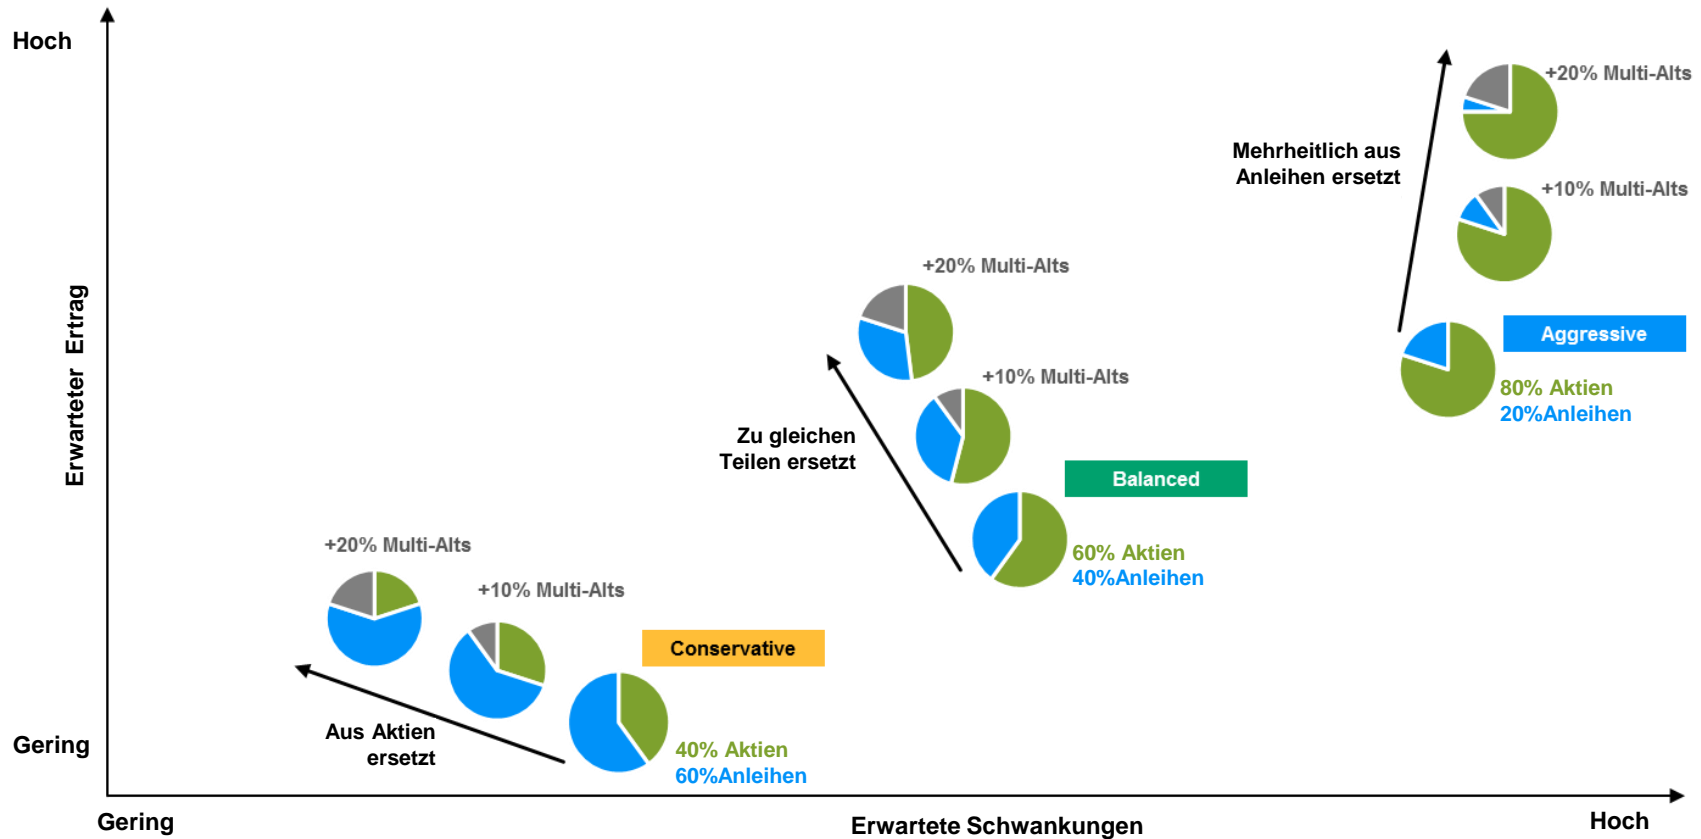 Hoch
+20% Multi-Alts
Mehrheitlich aus
Anleihen ersetzt
+10% Multi-Alts
Aggressive
80% Aktien
20%Anleihen
+20% Multi-Alts
+10% Multi-Alts
Zu gleichen
Teilen ersetzt
Balanced
60% Aktien
40%Anleihen
Erwarteter Ertrag
+20% Multi-Alts
+10% Multi-Alts
Conservative
Aus Aktien
ersetzt
40% Aktien
60%Anleihen
Gering
Gering
Erwartete Schwankungen
Hoch